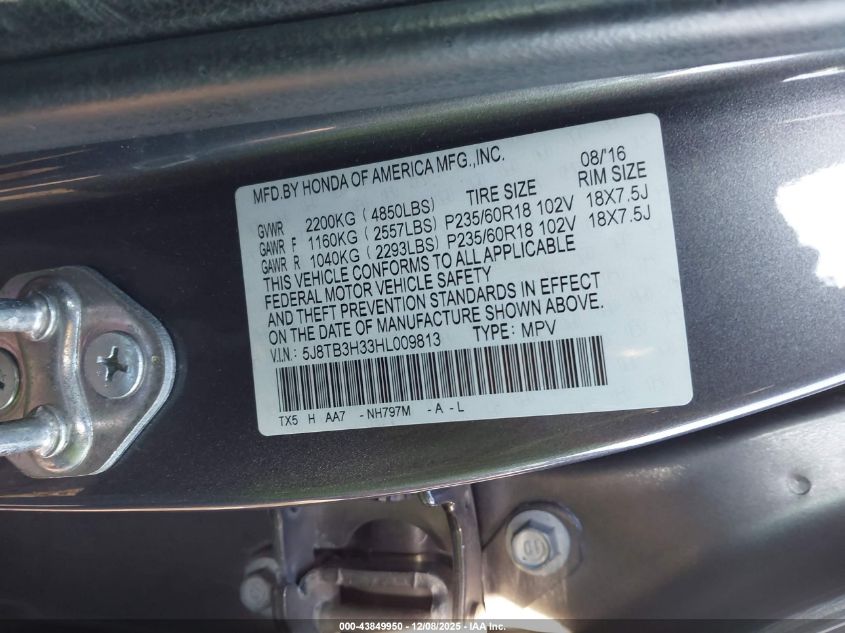 MFD.BY HONDA OF AMERICA MFG.,INC. 08/'16
TIRE SIZE RIM SIZE
GVWR 2200KG ( 4850LBS)
GAWR F 1160KG ( 2557LBS) P235/60R18 102V 18X7.5J
GAWR R 1040KG ( 2293LBS) P235/60R18 102V 18X7.5J
THIS VEHICLE CONFORMS TO ALL APPLICABLE
FEDERAL MOTOR VEHICLE SAFETY
AND THEFT PREVENTION STANDARDS IN EFFECT
ON THE DATE OF MANUFACTURE SHOWN ABOVE.
V.I.N.: 5J8TB3H33HL009813 TYPE: MPV
TX5 H AA7 - NH797M - A - L
10
000-43849950 - 12/08/2025 - IAA Inc.